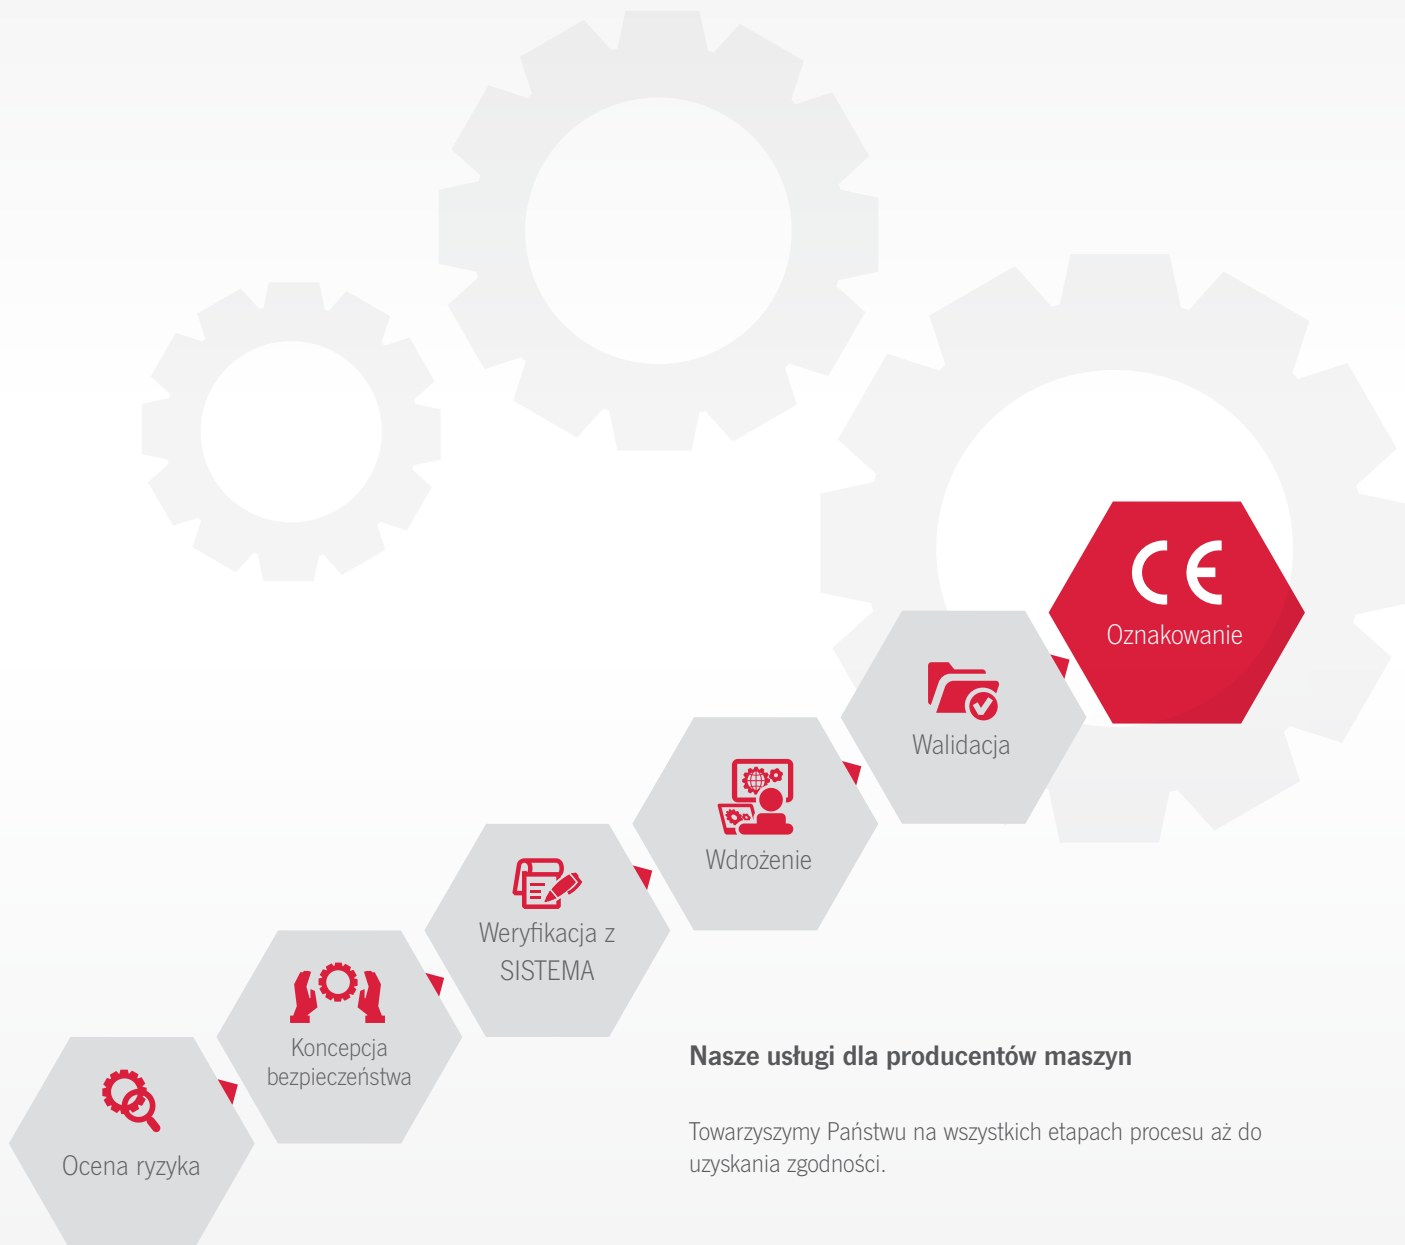 CE
Oznakowanie
Walidacja
Wdrożenie
Weryfikacja z
SISTEMA
Koncepcja
bezpieczeństwa
Ocena ryzyka
Nasze usługi dla producentów maszyn
Towarzyszymy Państwu na wszystkich etapach procesu aż do
uzyskania zgodności.